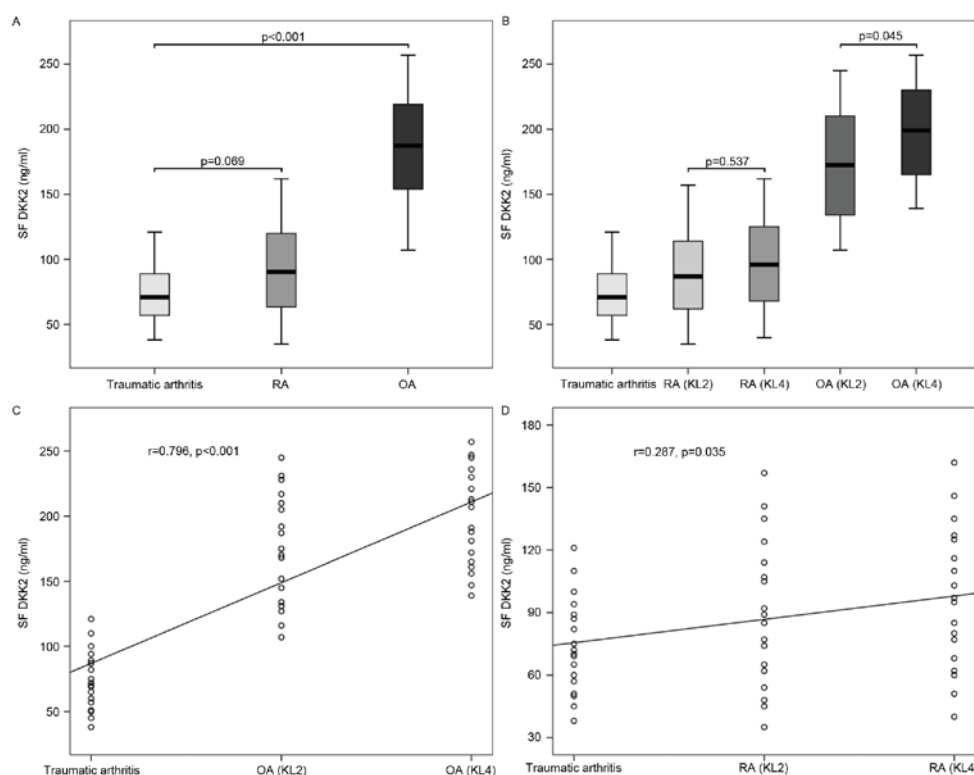 A
p<0.001
p=0.069
SF DKK2 (ng/ml)
250
200
150
100
50
Traumatic arthritis RA OA
B
p=0.045
p=0.537
SF DKK2 (ng/ml)
250
200
150
100
50
Traumatic arthritis RA (KL2) RA (KL4) OA (KL2) OA (KL4)
C
r=0.796, p<0.001
SF DKK2 (ng/ml)
250
200
150
100
50
Traumatic arthritis OA (KL2) OA (KL4)
D
r=0.287, p=0.035
SF DKK2 (ng/ml)
180
150
120
90
60
30
Traumatic arthritis RA (KL2) RA (KL4)